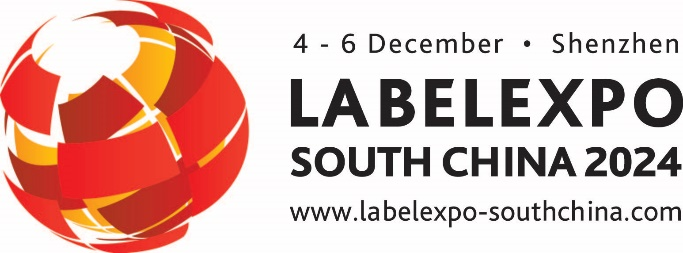 4 - 6 December • Shenzhen
LABELEXPO
SOUTH CHINA 2024
www.labelexpo-southchina.com